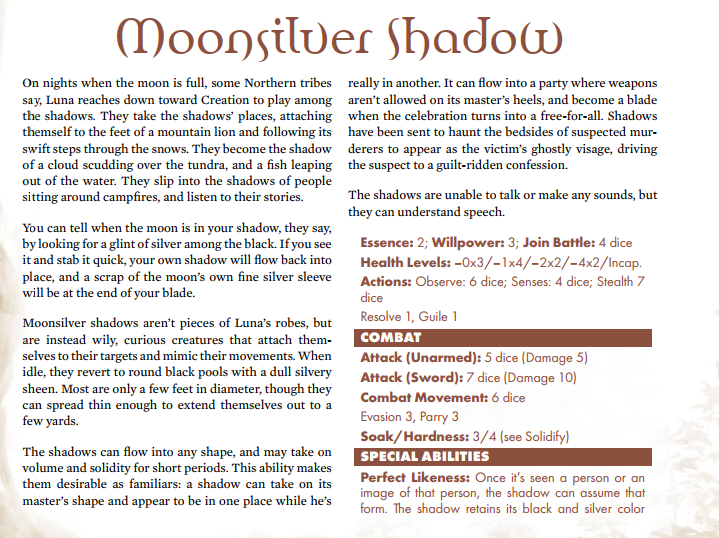 Moonsilver Shadow
On nights when the moon is full, some Northern tribes
say, Luna reaches down toward Creation to play among
the shadows. They take the shadows' places, attaching
themself to the feet of a mountain lion and following its
swift steps through the snows. They become the shadow
of a cloud scudding over the tundra, and a fish leaping
out of the water. They slip into the shadows of people
sitting around campfires, and listen to their stories.
You can tell when the moon is in your shadow, they say,
by looking for a glint of silver among the black. If you see
it and stab it quick, your own shadow will flow back into
place, and a scrap of the moon's own fine silver sleeve
will be at the end of your blade.
Moonsilver shadows aren't pieces of Luna's robes, but
are instead wily, curious creatures that attach them-
selves to their targets and mimic their movements. When
idle, they revert to round black pools with a dull silvery
sheen. Most are only a few feet in diameter, though they
can spread thin enough to extend themselves out to a
few yards.
The shadows can flow into any shape, and may take on
volume and solidity for short periods. This ability makes
them desirable as familiars: a shadow can take on its
master's shape and appear to be in one place while he's
really in another. It can flow into a party where weapons
aren't allowed on its master's heels, and become a blade
when the celebration turns into a free-for-all. Shadows
have been sent to haunt the bedsides of suspected mur-
derers to appear as the victim's ghostly visage, driving
the suspect to a guilt-ridden confession.
The shadows are unable to talk or make any sounds, but
they can understand speech.
Essence: 2; Willpower: 3; Join Battle: 4 dice
Health Levels: −0x3/−1x4/−2x2/−4x2/Incap.
Actions: Observe: 6 dice; Senses: 4 dice; Stealth 7
dice
Resolve 1, Guile 1
COMBAT
Attack (Unarmed): 5 dice (Damage 5)
Attack (Sword): 7 dice (Damage 10)
Combat Movement: 6 dice
Evasion 3, Parry 3
Soak/Hardness: 3/4 (see Solidify)
SPECIAL ABILITIES
Perfect Likeness: Once it's seen a person or an
image of that person, the shadow can assume that
form. The shadow retains its black and silver color